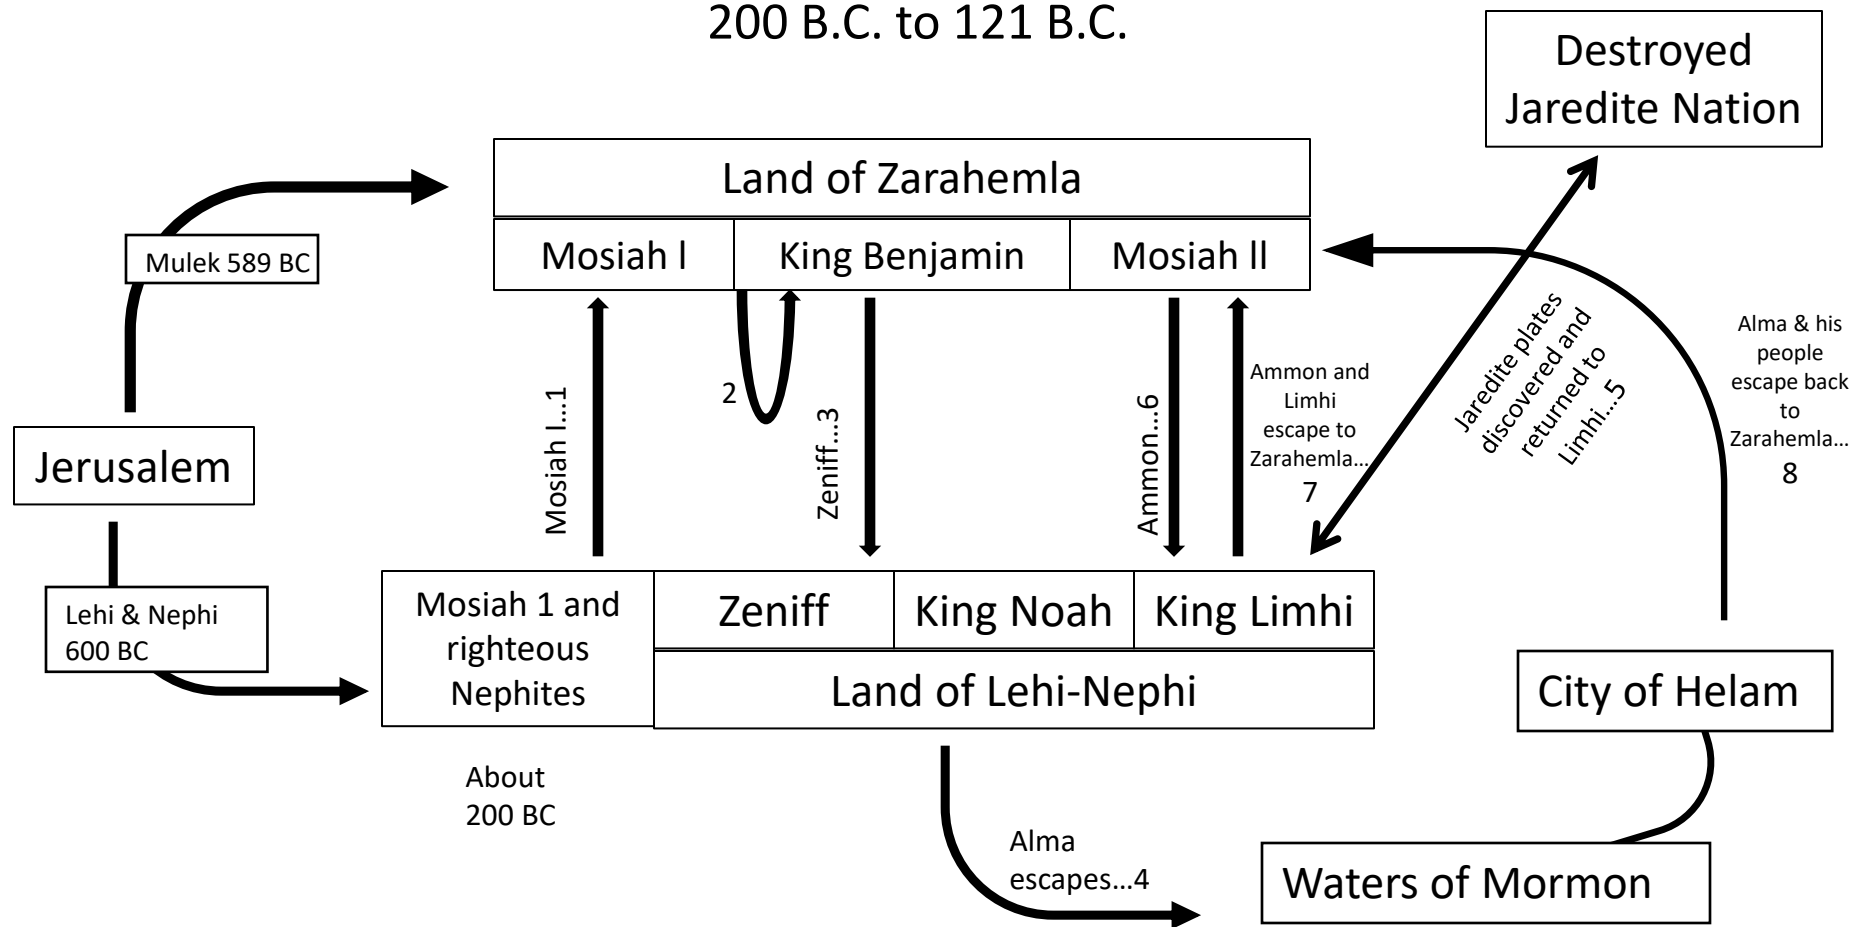 200 B.C. to 121 B.C.
Destroyed
Jaredite Nation
Land of Zarahemla
Mosiah l
King Benjamin
Mosiah ll
Mulek 589 BC
Jerusalem
Lehi & Nephi
600 BC
Mosiah I...1
2
Zeniff...3
Ammon...6
Ammon and
Limhi
escape to
Zarahemla...
7
Jaredite plates
discovered and
returned to
Limhi...5
Alma & his
people
escape back
to
Zarahemla...
8
Mosiah 1 and
righteous
Nephites
Zeniff
King Noah
King Limhi
Land of Lehi-Nephi
City of Helam
About
200 BC
Alma
escapes...4
Waters of Mormon